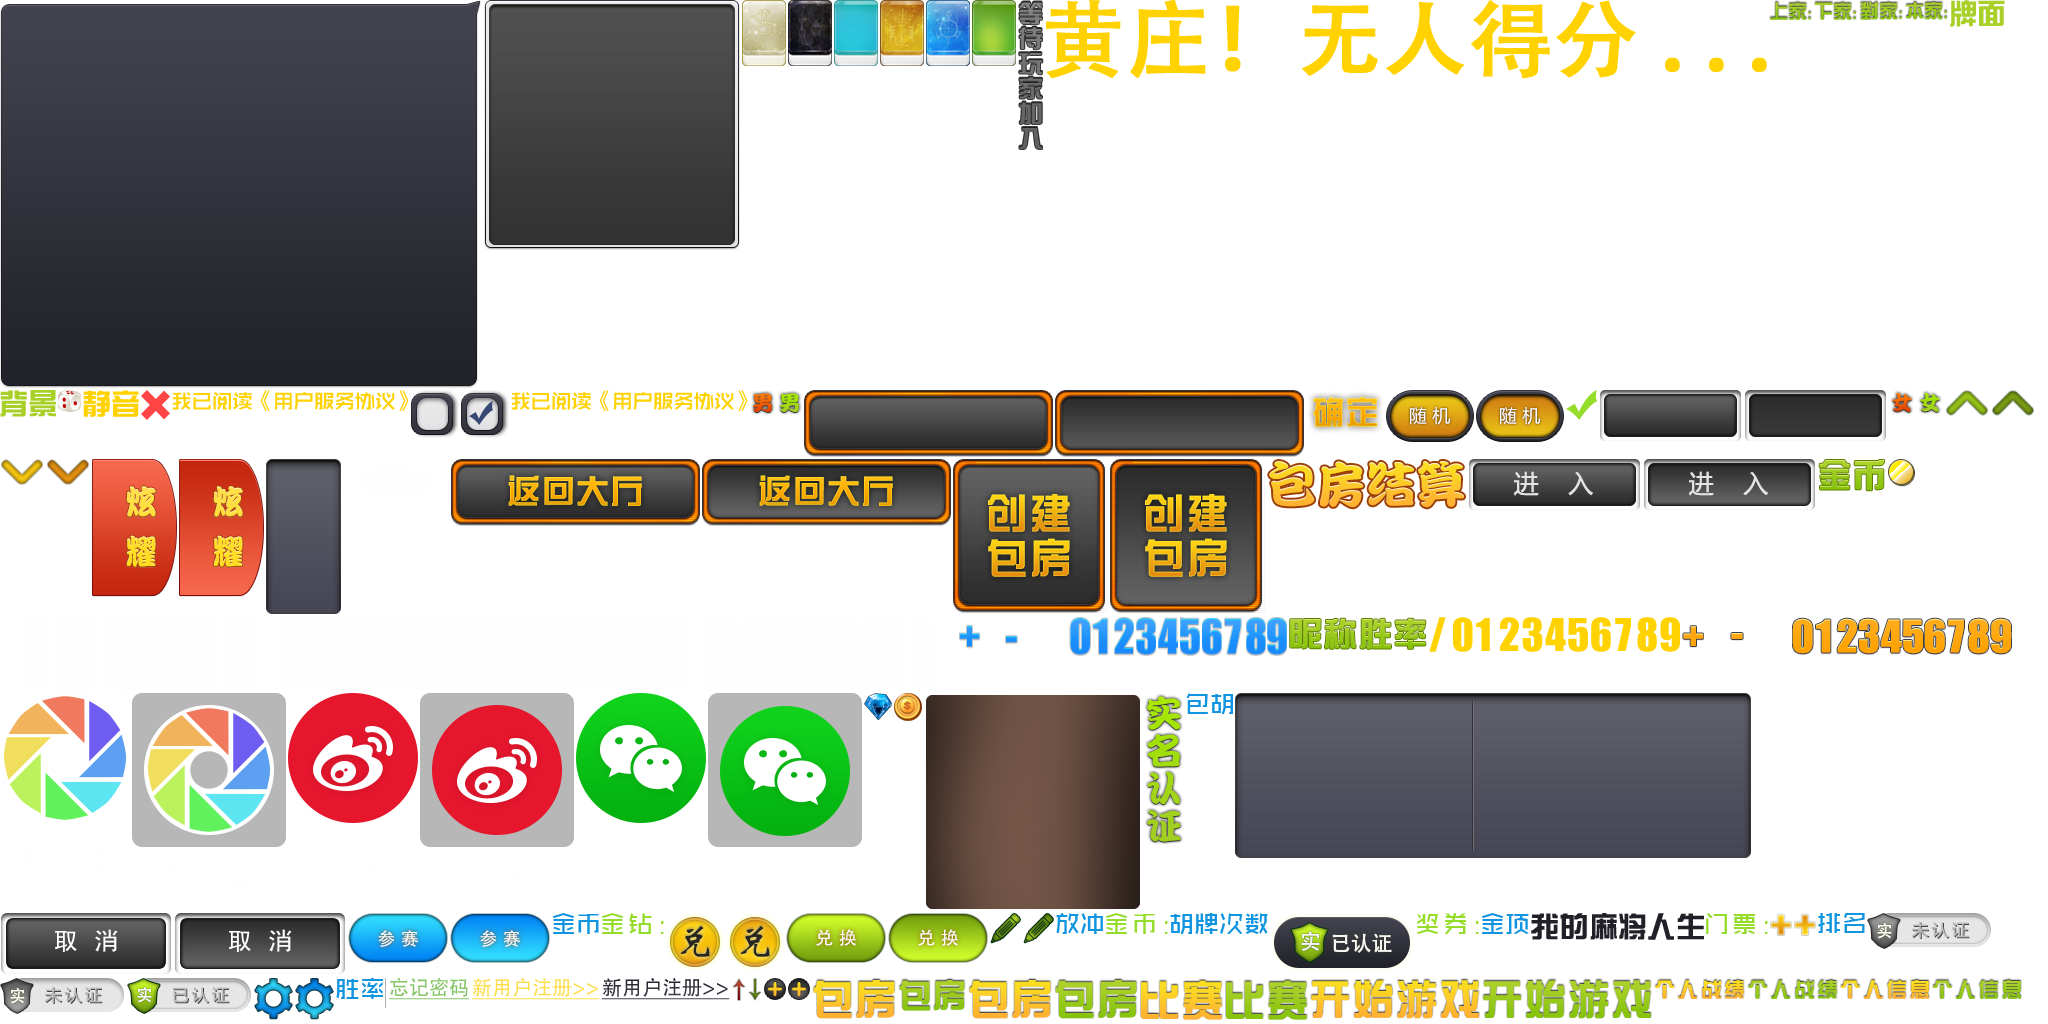 等待玩家加入
黄庄！无人得分...
上家:下家:对家:本家:牌面
背景 静音 我已阅读《用户服务协议》 我已阅读《用户服务协议》 男 男 确定 随机 随机 女 女
炫耀 炫耀 返回大厅 返回大厅 创建包房 创建包房 包房结算 进 入 进 入 金币
+ - 0123456789 昵称胜率 /0123456789 + - 0123456789
实名认证 包胡
取 消 取 消 参 赛 参 赛 金币 金 钻 : 兑 兑 兑 换 兑 换 放冲 金 币 : 胡牌次数 实 已认证 奖 券 : 金顶 我的麻将人生 门 票 : ++ 排名 实 未认证
实 未认证 实 已认证 胜率 忘记密码 新用户注册>> 新用户注册>> 包房 包房 包房 包房 比赛 比赛 开始游戏 开始游戏 个人战绩 个人战绩 个人信息 个人信息